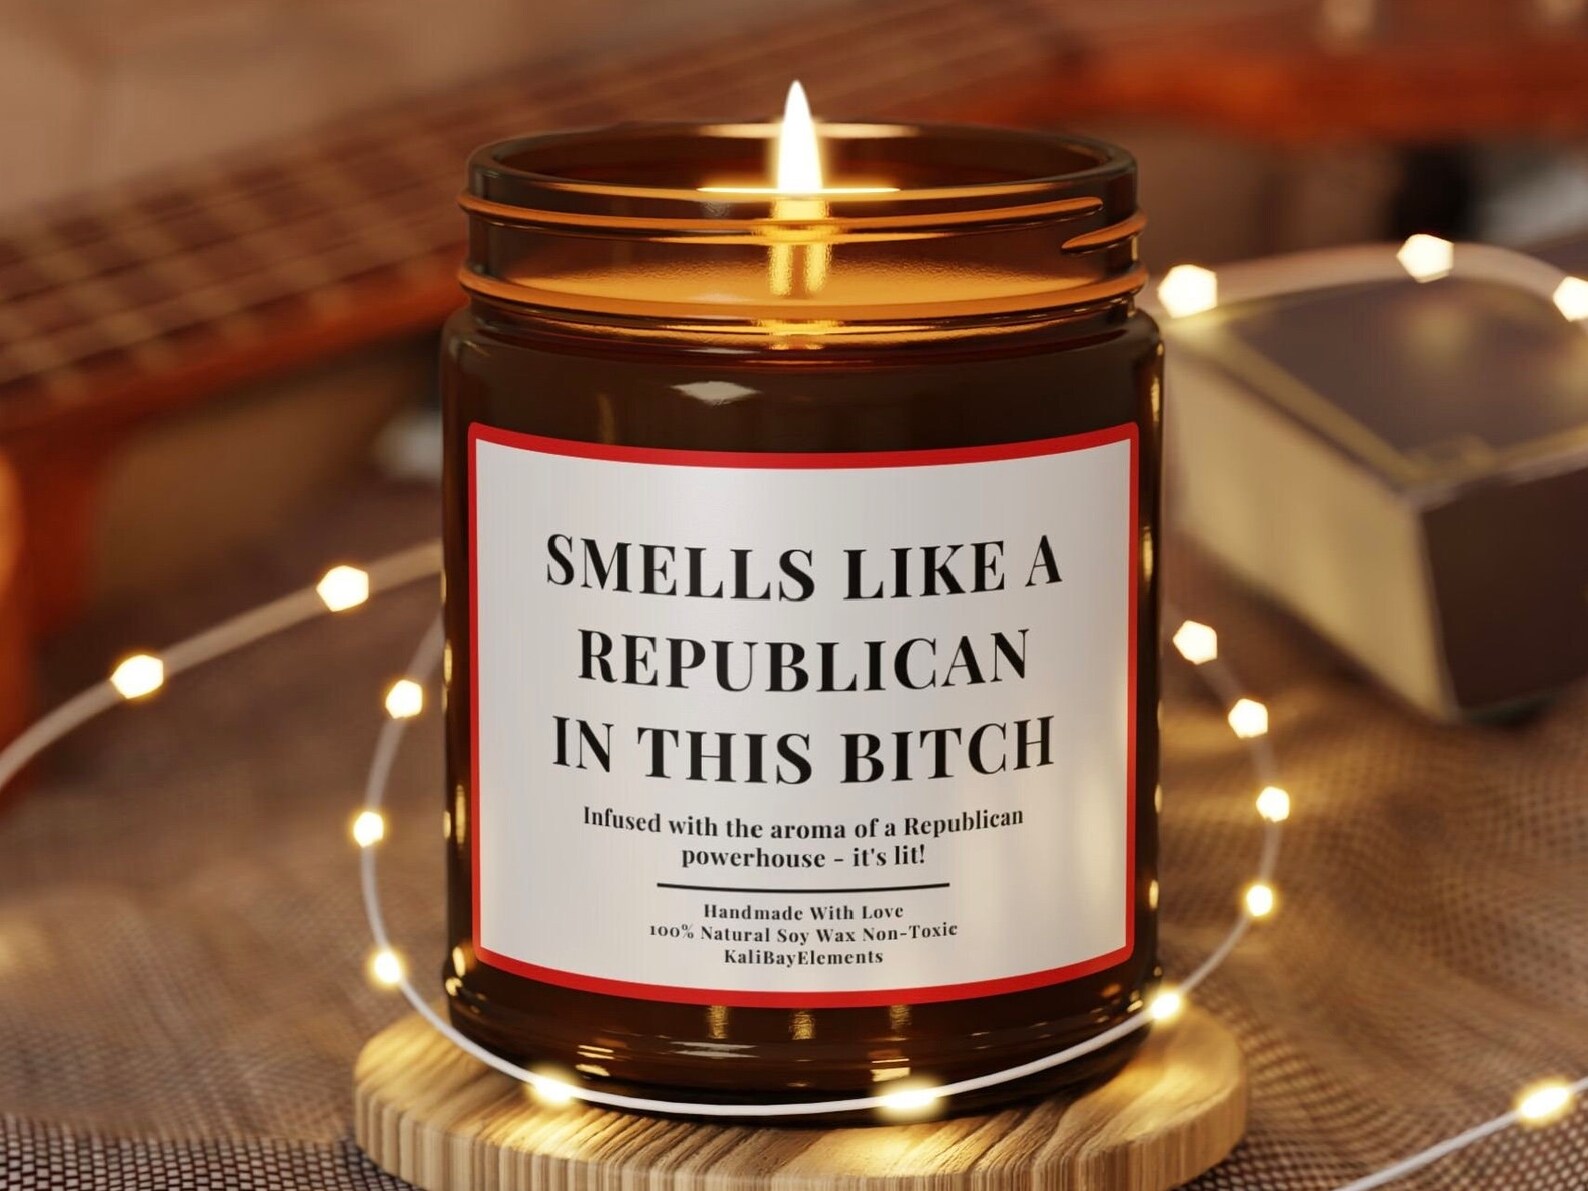 SMELLS LIKE A
REPUBLICAN
IN THIS BITCH
Infused with the aroma of a Republican
powerhouse - it's lit!
Handmade With Love
100% Natural Soy Wax Non-Toxic
KaliBayElements